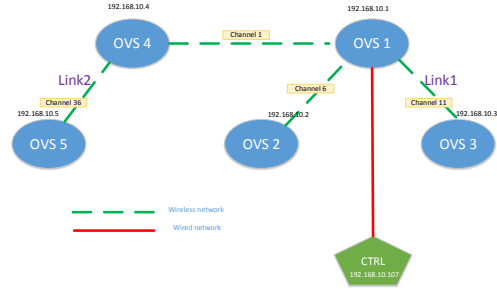 192.168.10.4
192.168.10.1
OVS 4
Channel 1
OVS 1
Link2
Link1
Channel 6
Channel 36
Channel 11
192.168.10.5
192.168.10.2
192.168.10.3
OVS 5
OVS 2
OVS 3
Wireless network
Wired network
CTRL
192.168.10.107